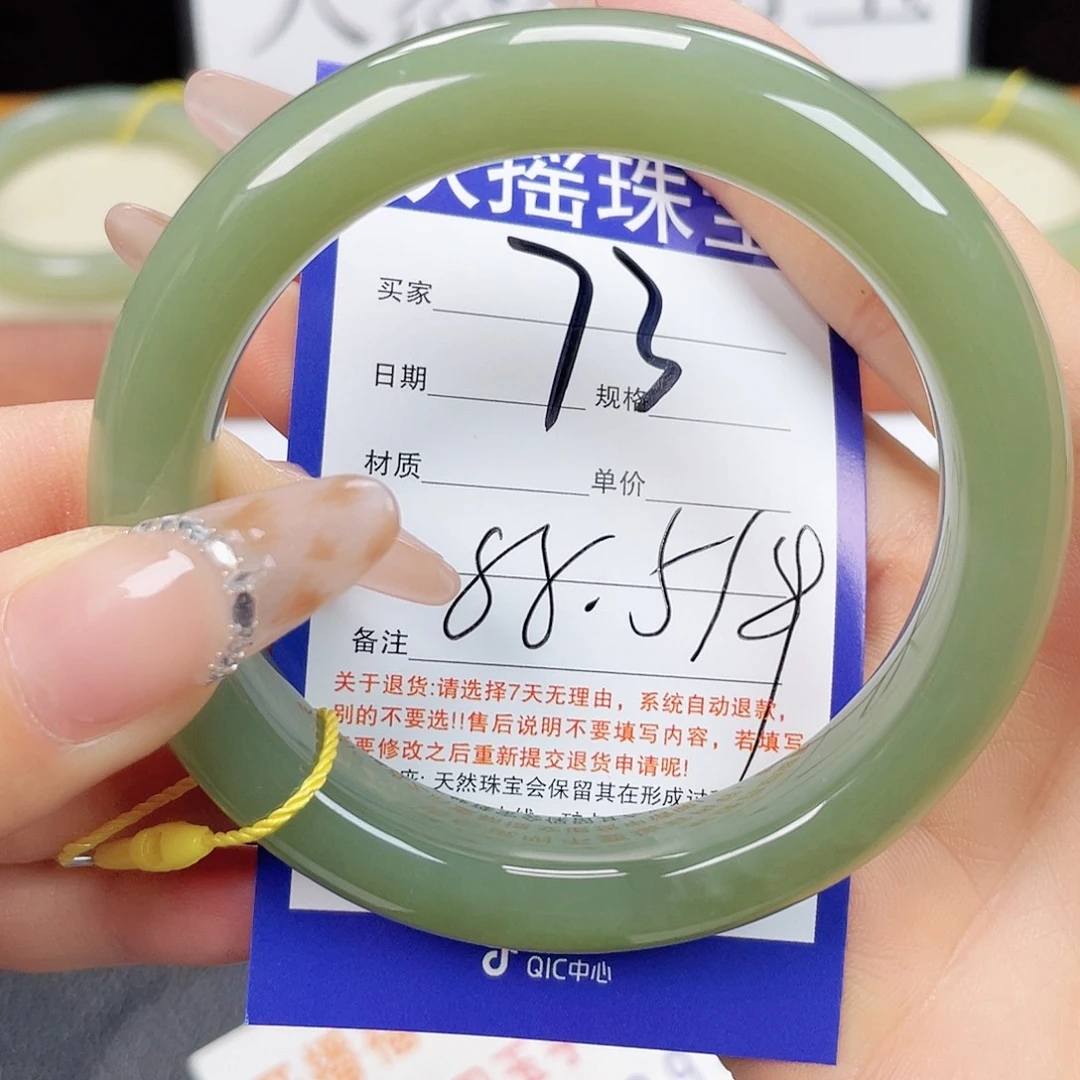 摇珠宝
73
买家
日期 规格
材质 单价
88.5/g
备注
关于退货:请选择7天无理由，系统自动退款，
别的不要选!!售后说明不要填写内容，若填写
要修改之后重新提交退货申请呢!
天然珠宝会保留其在形成过
QIC中心